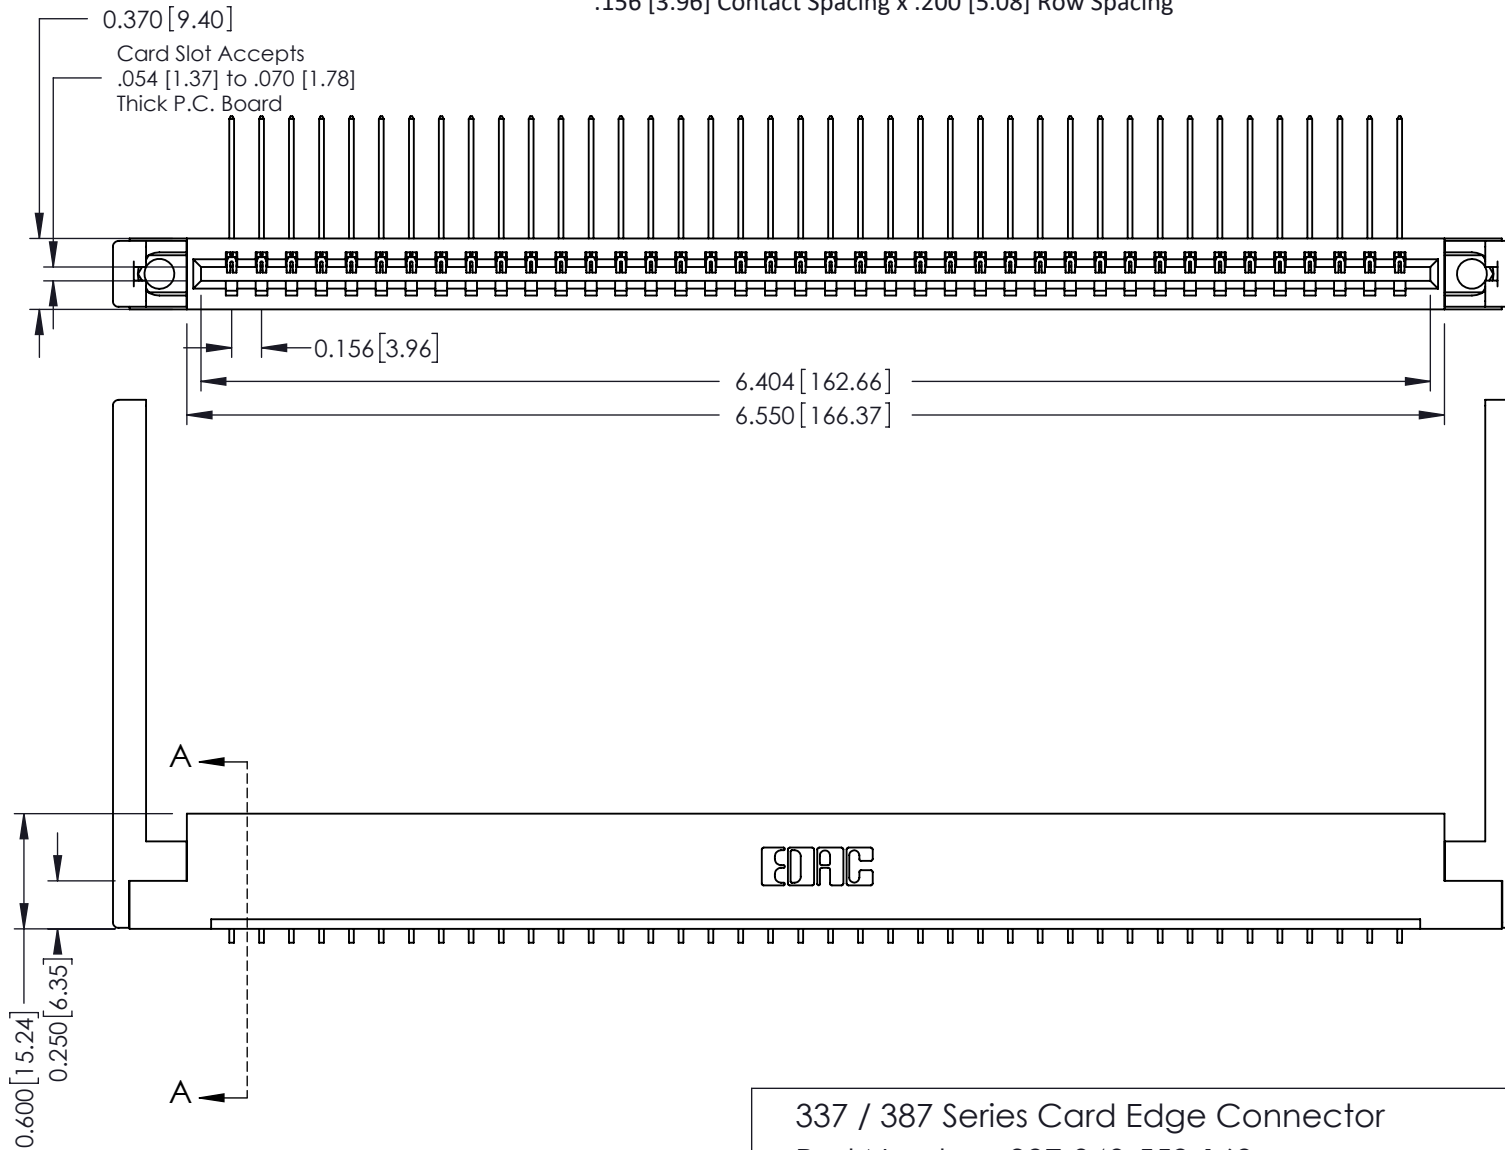 .156 [3.96] Contact Spacing x .200 [5.08] Row Spacing
0.370 [9.40]
Card Slot Accepts
.054 [1.37] to .070 [1.78]
Thick P.C. Board
0.156 [3.96]
6.404 [162.66]
6.550 [166.37]
A
EDAC
0.250 [6.35]
0.600 [15.24]
A
337 / 387 Series Card Edge Connector